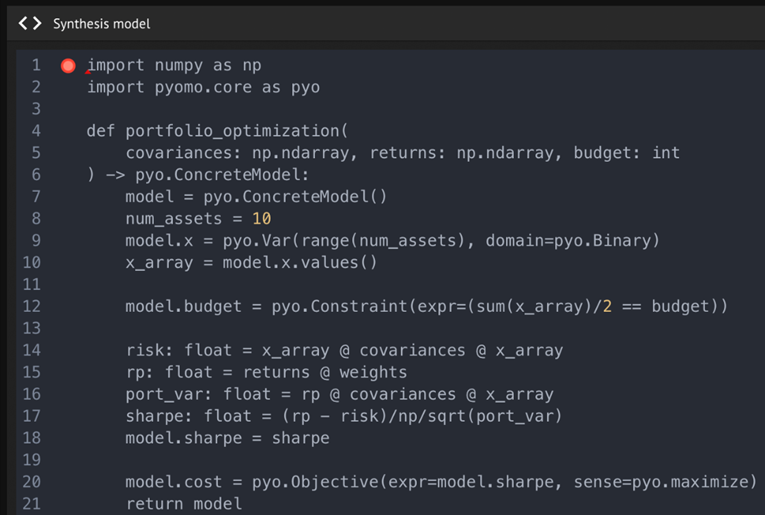 <> Synthesis model
1 import numpy as np
2 import pyomo.core as pyo
3
4 def portfolio_optimization(
5     covariances: np.ndarray, returns: np.ndarray, budget: int
6 ) -> pyo.ConcreteModel:
7     model = pyo.ConcreteModel()
8     num_assets = 10
9     model.x = pyo.Var(range(num_assets), domain=pyo.Binary)
10     x_array = model.x.values()
11
12     model.budget = pyo.Constraint(expr=(sum(x_array)/2 == budget))
13
14     risk: float = x_array @ covariances @ x_array
15     rp: float = returns @ weights
16     port_var: float = rp @ covariances @ x_array
17     sharpe: float = (rp - risk)/np/sqrt(port_var)
18     model.sharpe = sharpe
19
20     model.cost = pyo.Objective(expr=model.sharpe, sense=pyo.maximize)
21     return model